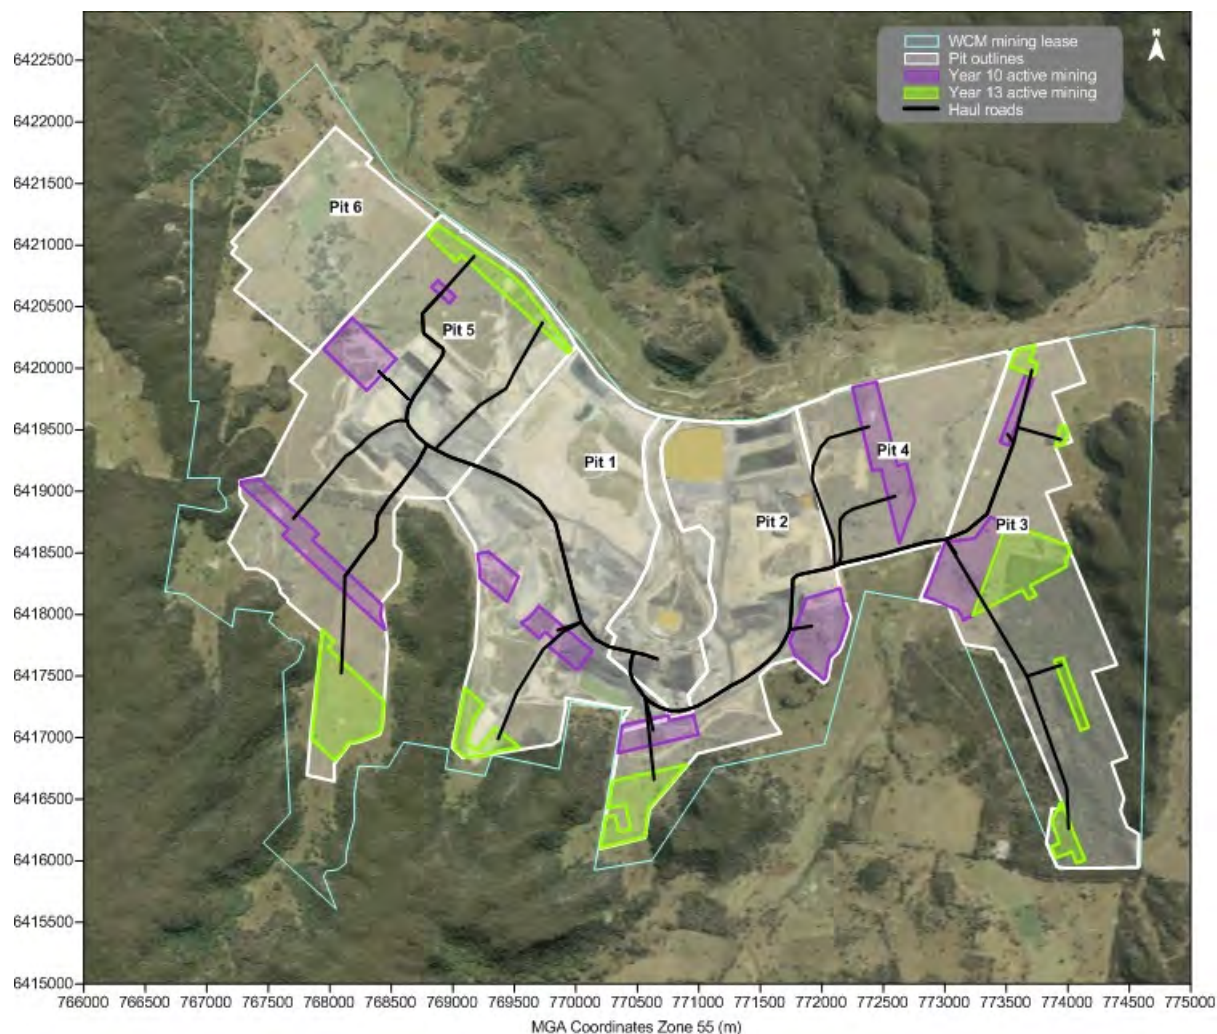 N
WCM mining lease
Pit outlines
Year 10 active mining
Year 13 active mining
Haul roads
6422500
6422000
6421500
6421000
6420500
6420000
6419500
6419000
6418500
6418000
6417500
6417000
6416500
6416000
6415500
6415000
Pit 6
Pit 5
Pit 1
Pit 4
Pit 2
Pit 3
766000 766500 767000 767500 768000 768500 769000 769500 770000 770500 771000 771500 772000 772500 773000 773500 774000 774500 775000
MGA Coordinates Zone 55 (m)